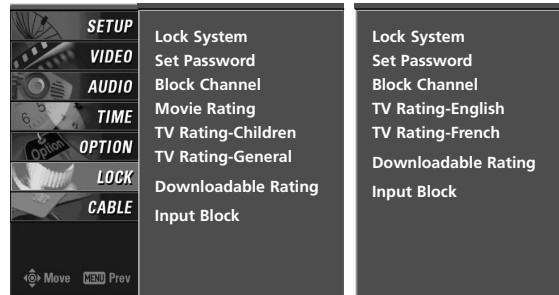 SETUP
VIDEO
AUDIO
TIME
Option
OPTION
LOCK
CABLE
Move MENU Prev
Lock System
Set Password
Block Channel
Movie Rating
TV Rating-Children
TV Rating-General
Downloadable Rating
Input Block
Lock System
Set Password
Block Channel
TV Rating-English
TV Rating-French
Downloadable Rating
Input Block